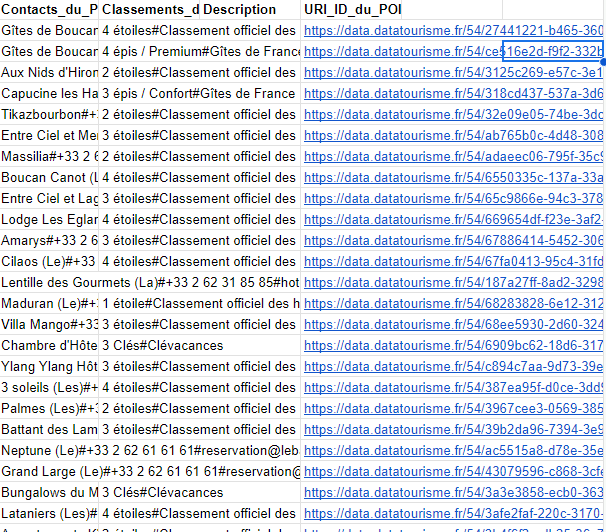 Contacts_du_P Classements_d Description URI_ID_du_POI
Gîtes de Boucan 4 étoiles#Classement officiel des https://data.datatourisme.fr/54/27441221-b465-360
Gîtes de Boucan 4 épis / Premium#Gîtes de France https://data.datatourisme.fr/54/ce516e2d-f9f2-332b
Aux Nids d'Hiron 2 étoiles#Classement officiel des https://data.datatourisme.fr/54/3125c269-e57c-3e1
Capucine les Ha 3 épis / Confort#Gîtes de France https://data.datatourisme.fr/54/318cd437-537a-3d6
Tikazbourbon#+ 2 étoiles#Classement officiel des https://data.datatourisme.fr/54/32e09e05-74be-3dc
Entre Ciel et Mer 3 étoiles#Classement officiel des https://data.datatourisme.fr/54/ab765b0c-4d48-308
Massilia#+33 2 6 2 étoiles#Classement officiel des https://data.datatourisme.fr/54/adaeec06-795f-35c9
Boucan Canot (L 4 étoiles#Classement officiel des https://data.datatourisme.fr/54/6550335c-137a-33a
Entre Ciel et Lag 3 étoiles#Classement officiel des https://data.datatourisme.fr/54/65c9866e-94c3-378
Lodge Les Eglan 4 étoiles#Classement officiel des https://data.datatourisme.fr/54/669654df-f23e-3af2-
Amarys#+33 2 6 3 étoiles#Classement officiel des https://data.datatourisme.fr/54/67886414-5452-306
Cilaos (Le)#+33 4 étoiles#Classement officiel des https://data.datatourisme.fr/54/67fa0413-95c4-31fd
Lentille des Gourmets (La)#+33 2 62 31 85 85#hot https://data.datatourisme.fr/54/187a27ff-8ad2-3298
Maduran (Le)#+ 1 étoile#Classement officiel des h https://data.datatourisme.fr/54/68283828-6e12-312
Villa Mango#+33 3 étoiles#Classement officiel des https://data.datatourisme.fr/54/68ee5930-2d60-324
Chambre d'Hôte 3 Clés#Clévacances https://data.datatourisme.fr/54/6909bc62-18d6-317
Ylang Ylang Hôt 3 étoiles#Classement officiel des https://data.datatourisme.fr/54/c894c7aa-9d73-39e
3 soleils (Les)#+ 4 étoiles#Classement officiel des https://data.datatourisme.fr/54/387ea95f-d0ce-3dd9
Palmes (Les)#+3 2 étoiles#Classement officiel des https://data.datatourisme.fr/54/3967cee3-0569-385
Battant des Lam 3 étoiles#Classement officiel des https://data.datatourisme.fr/54/39b2da96-7394-3e9
Neptune (Le)#+33 2 62 61 61 61#reservation@leb https://data.datatourisme.fr/54/ac5515a8-d78e-35e
Grand Large (Le)#+33 2 62 61 61 61#reservation@ https://data.datatourisme.fr/54/43079596-c868-3cfe
Bungalows du M 3 Clés#Clévacances https://data.datatourisme.fr/54/3a3e3858-ecb0-363
Lataniers (Les)# 4 étoiles#Classement officiel des https://data.datatourisme.fr/54/3afe2faf-220c-3170-